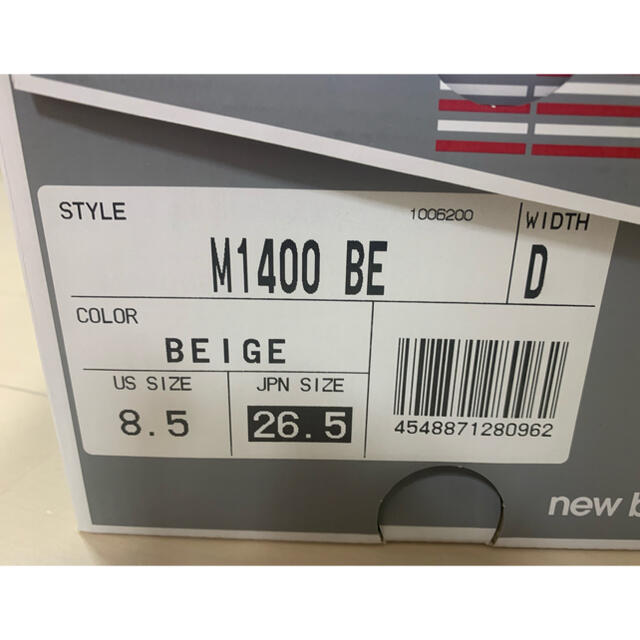 STYLE 1006200 WIDTH
M1400 BE D
COLOR
BEIGE
US SIZE JPN SIZE
8.5 26.5
4548871280962
new